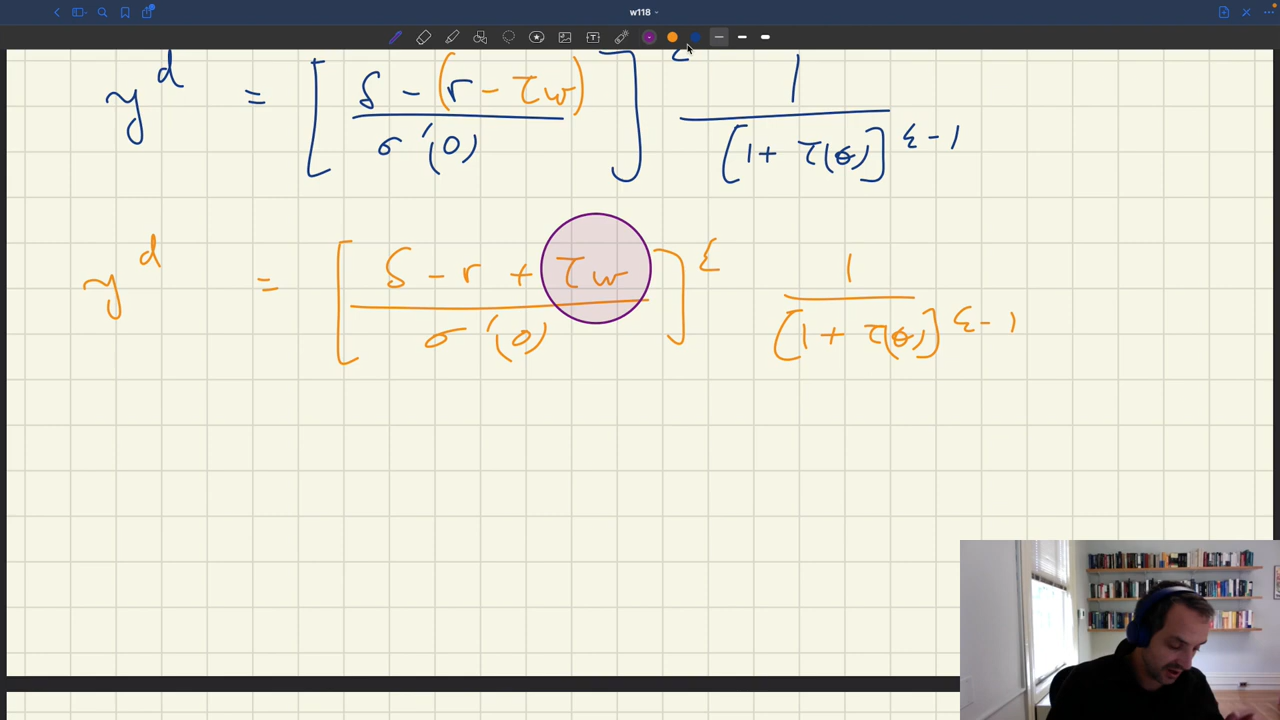 w118
y^d = [ (δ - (r - τw)) / σ'(0) ]^ε 1 / [1 + τ(θ)]^{ε-1}
y^d = [ (δ - r + τw) / σ'(0) ]^ε 1 / [1 + τ(θ)]^{ε-1}